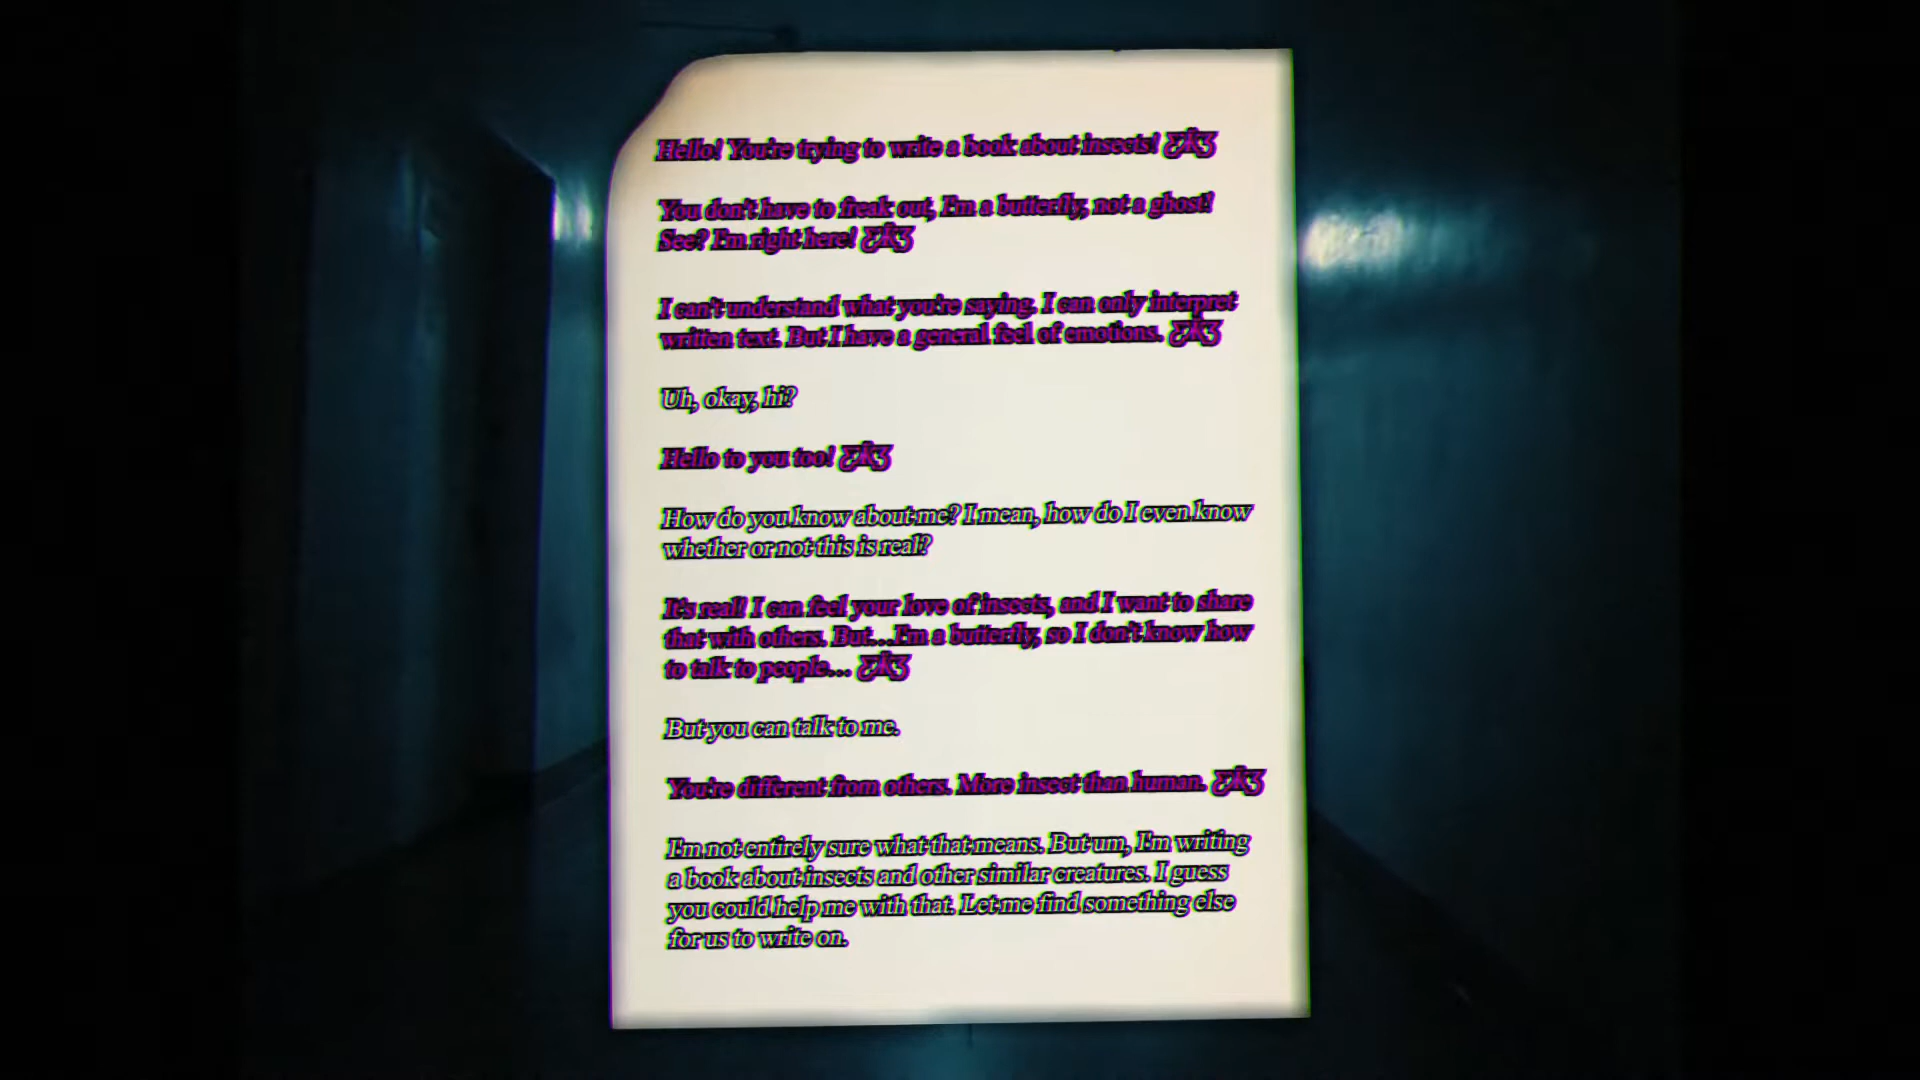 Hello! You're trying to write a book about insects! Ƹ̵̡Ӝ̵̨̄Ʒ
You don't have to freak out, I'm a butterfly, not a ghost!
See? I'm right here! Ƹ̵̡Ӝ̵̨̄Ʒ
I can't understand what you're saying. I can only interpret
written text. But I have a general feel of emotions. Ƹ̵̡Ӝ̵̨̄Ʒ
Uh, okay, hi?
Hello to you too! Ƹ̵̡Ӝ̵̨̄Ʒ
How do you know about me? I mean, how do I even know
whether or not this is real?
It's real! I can feel your love of insects, and I want to share
that with others. But…I'm a butterfly, so I don't know how
to talk to people… Ƹ̵̡Ӝ̵̨̄Ʒ
But you can talk to me.
You're different from others. More insect than human. Ƹ̵̡Ӝ̵̨̄Ʒ
I'm not entirely sure what that means. But um, I'm writing
a book about insects and other similar creatures. I guess
you could help me with that. Let me find something else
for us to write on.